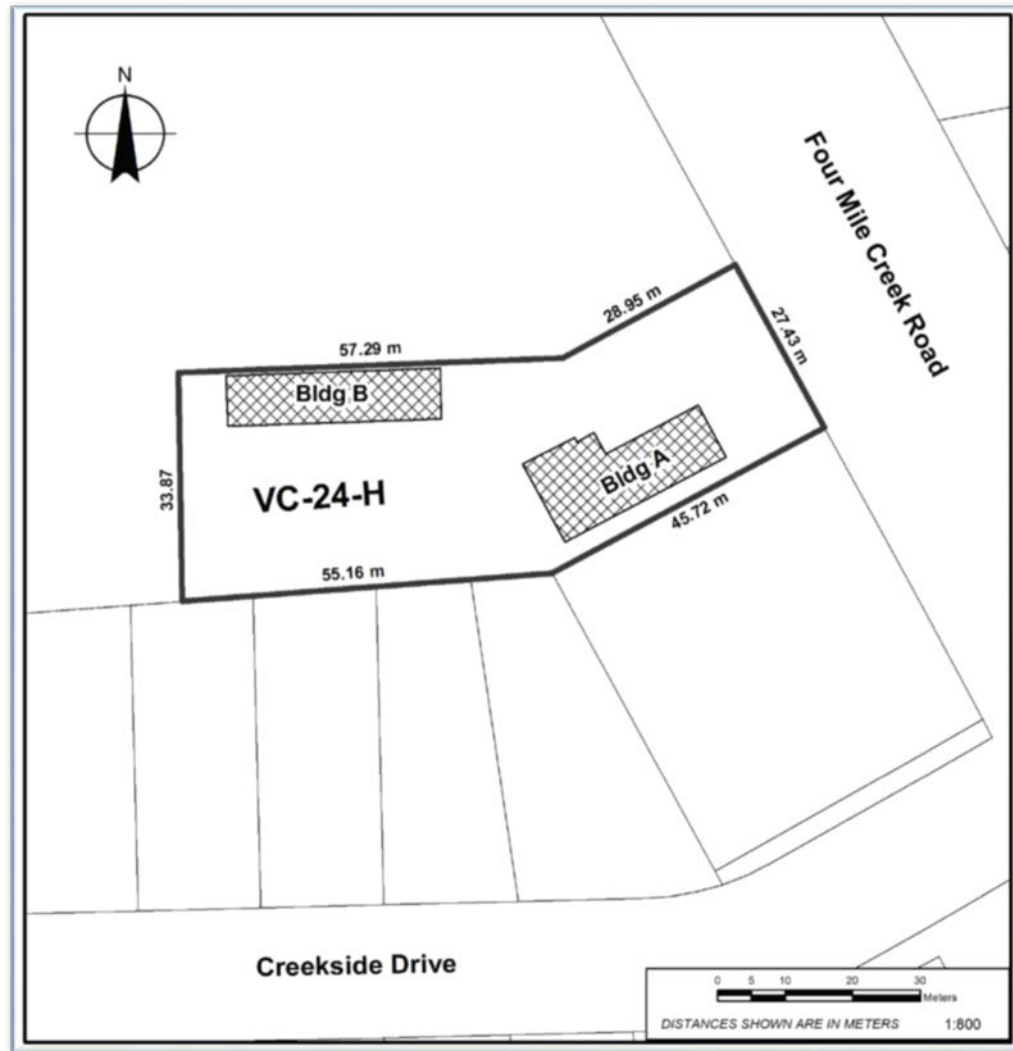 N
Four Mile Creek Road
28.95 m
27.43 m
57.29 m
Bldg B
Bldg A
33.87
VC-24-H
45.72 m
55.16 m
Creekside Drive
0 5 10 20 30
Meters
DISTANCES SHOWN ARE IN METERS 1:800